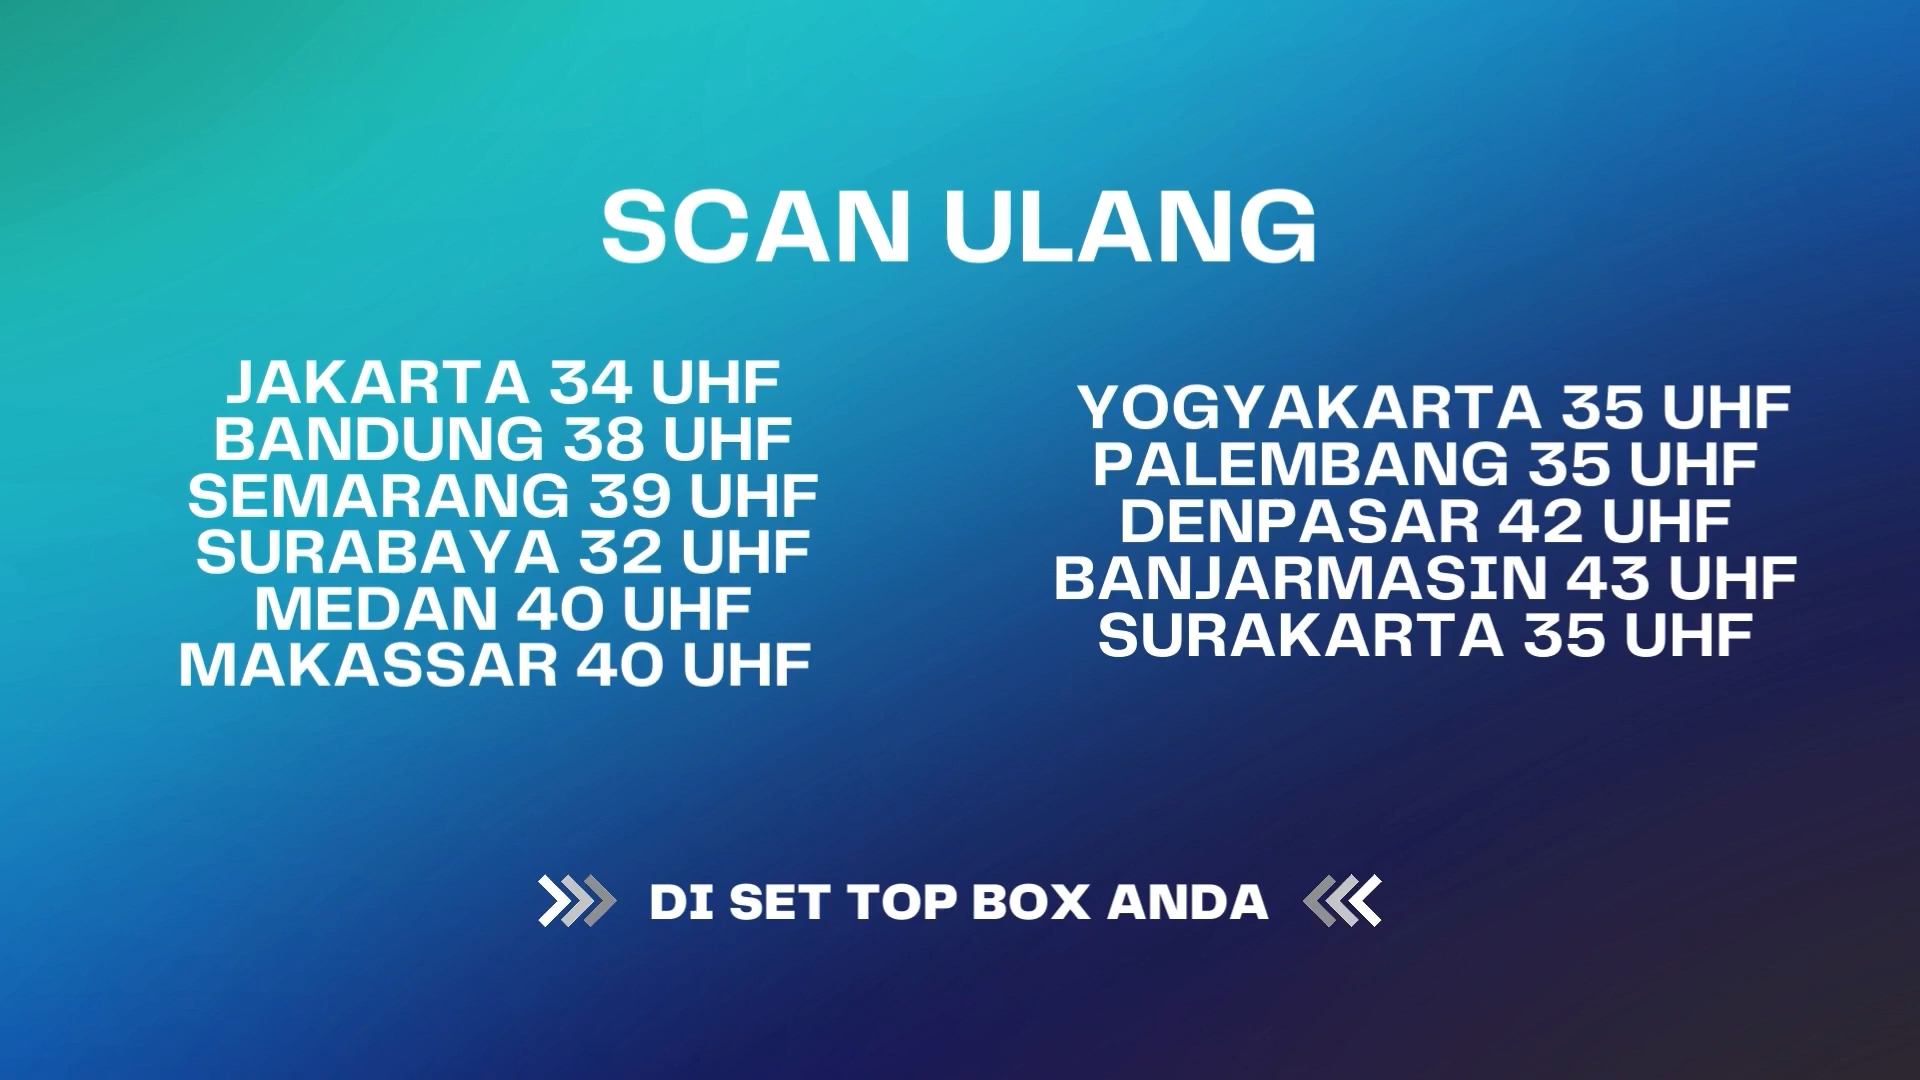 SCAN ULANG
JAKARTA 34 UHF
BANDUNG 38 UHF
SEMARANG 39 UHF
SURABAYA 32 UHF
MEDAN 40 UHF
MAKASSAR 40 UHF
YOGYAKARTA 35 UHF
PALEMBANG 35 UHF
DENPASAR 42 UHF
BANJARMASIN 43 UHF
SURAKARTA 35 UHF
DI SET TOP BOX ANDA